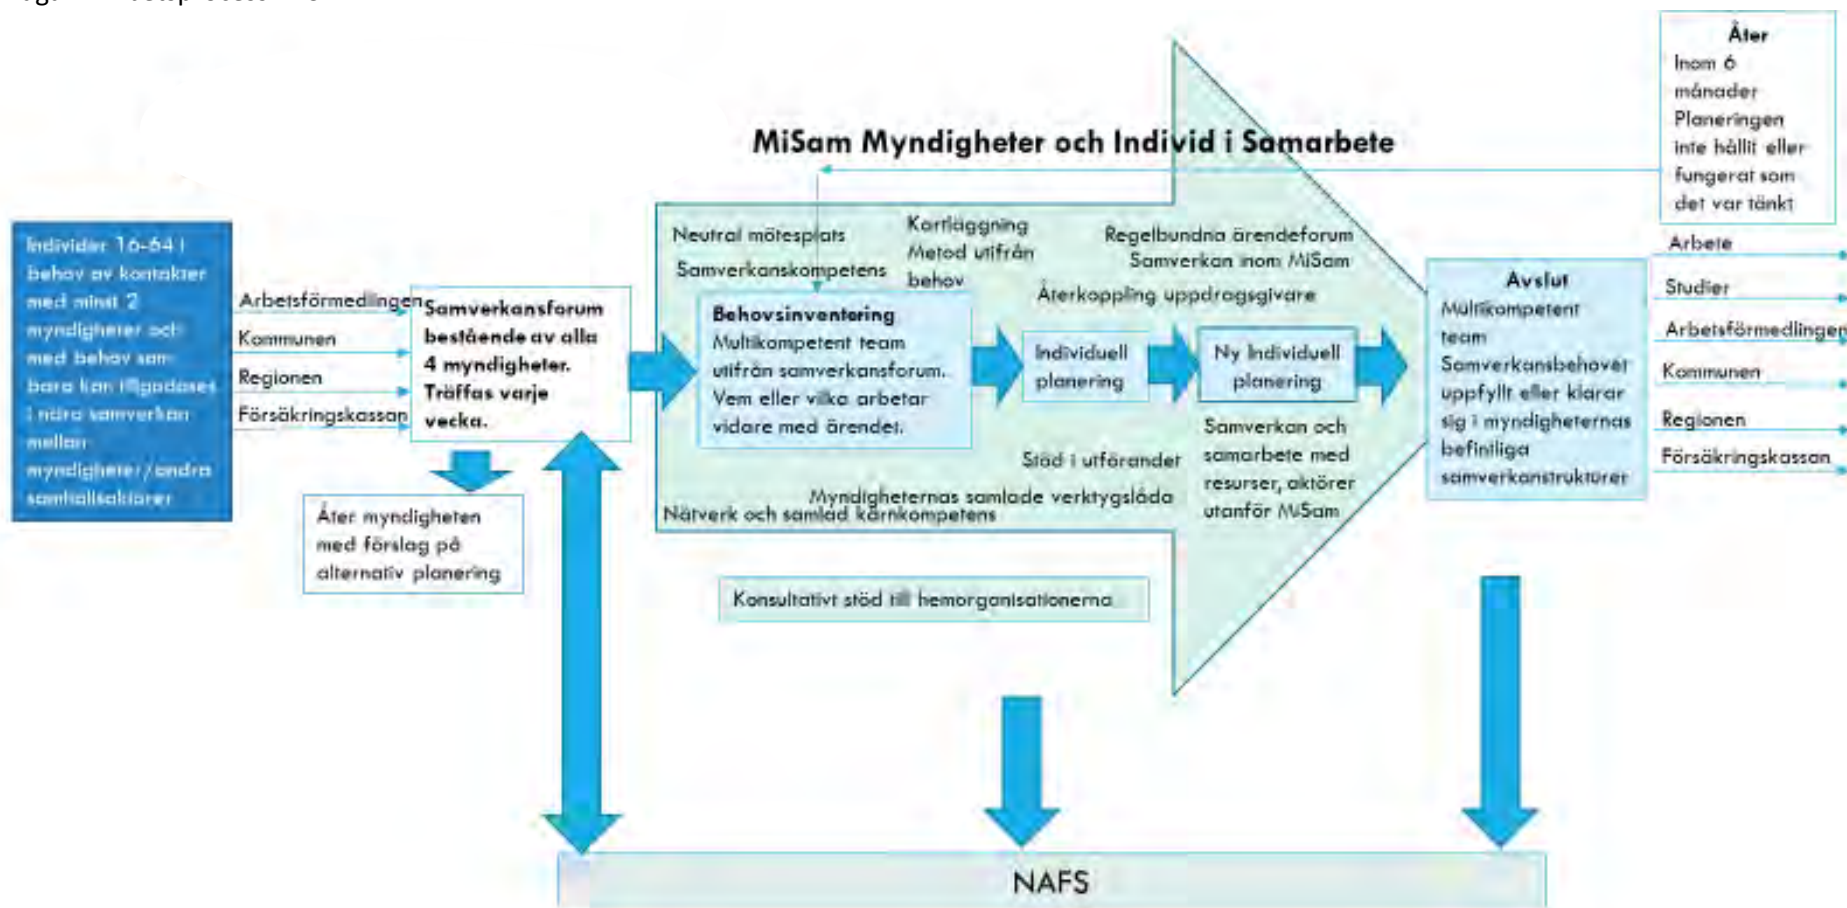 MiSam Myndigheter och Individ i Samarbete
Individer 16-64 i
behov av kontakter
med minst 2
myndigheter och
med behov som
bara kan tillgodoses
i nära samverkan
mellan
myndigheter/andra
samhällsaktörer
Arbetsförmedlingen
Kommunen
Regionen
Försäkringskassan
Samverkansforum
bestående av alla
4 myndigheter.
Träffas varje
vecka.
Åter myndigheten
med förslag på
alternativ planering
Neutral mötesplats
Samverkanskompetens
Kartläggning
Metod utifrån
behov
Regelbundna ärendeforum
Samverkan inom MiSam
Återkoppling uppdragsgivare
Behovsinventering
Multikompetent team
utifrån samverkansforum.
Vem eller vilka arbetar
vidare med ärendet.
Individuell
planering
Ny Individuell
planering
Stöd i utförandet
Myndigheternas samlade verktygslåda
Nätverk och samlad kärnkompetens
Samverkan och
samarbete med
resurser, aktörer
utanför MiSam
Konsultativt stöd till hemorganisationerna
Avslut
Multikompetent
team
Samverkansbehovet
uppfyllt eller klarar
sig i myndigheternas
befintliga
samverkanstrukturer
Åter
Inom 6
månader
Planeringen
inte hållit eller
fungerat som
det var tänkt
Arbete
Studier
Arbetsförmedlingen
Kommunen
Regionen
Försäkringskassan
NAFS